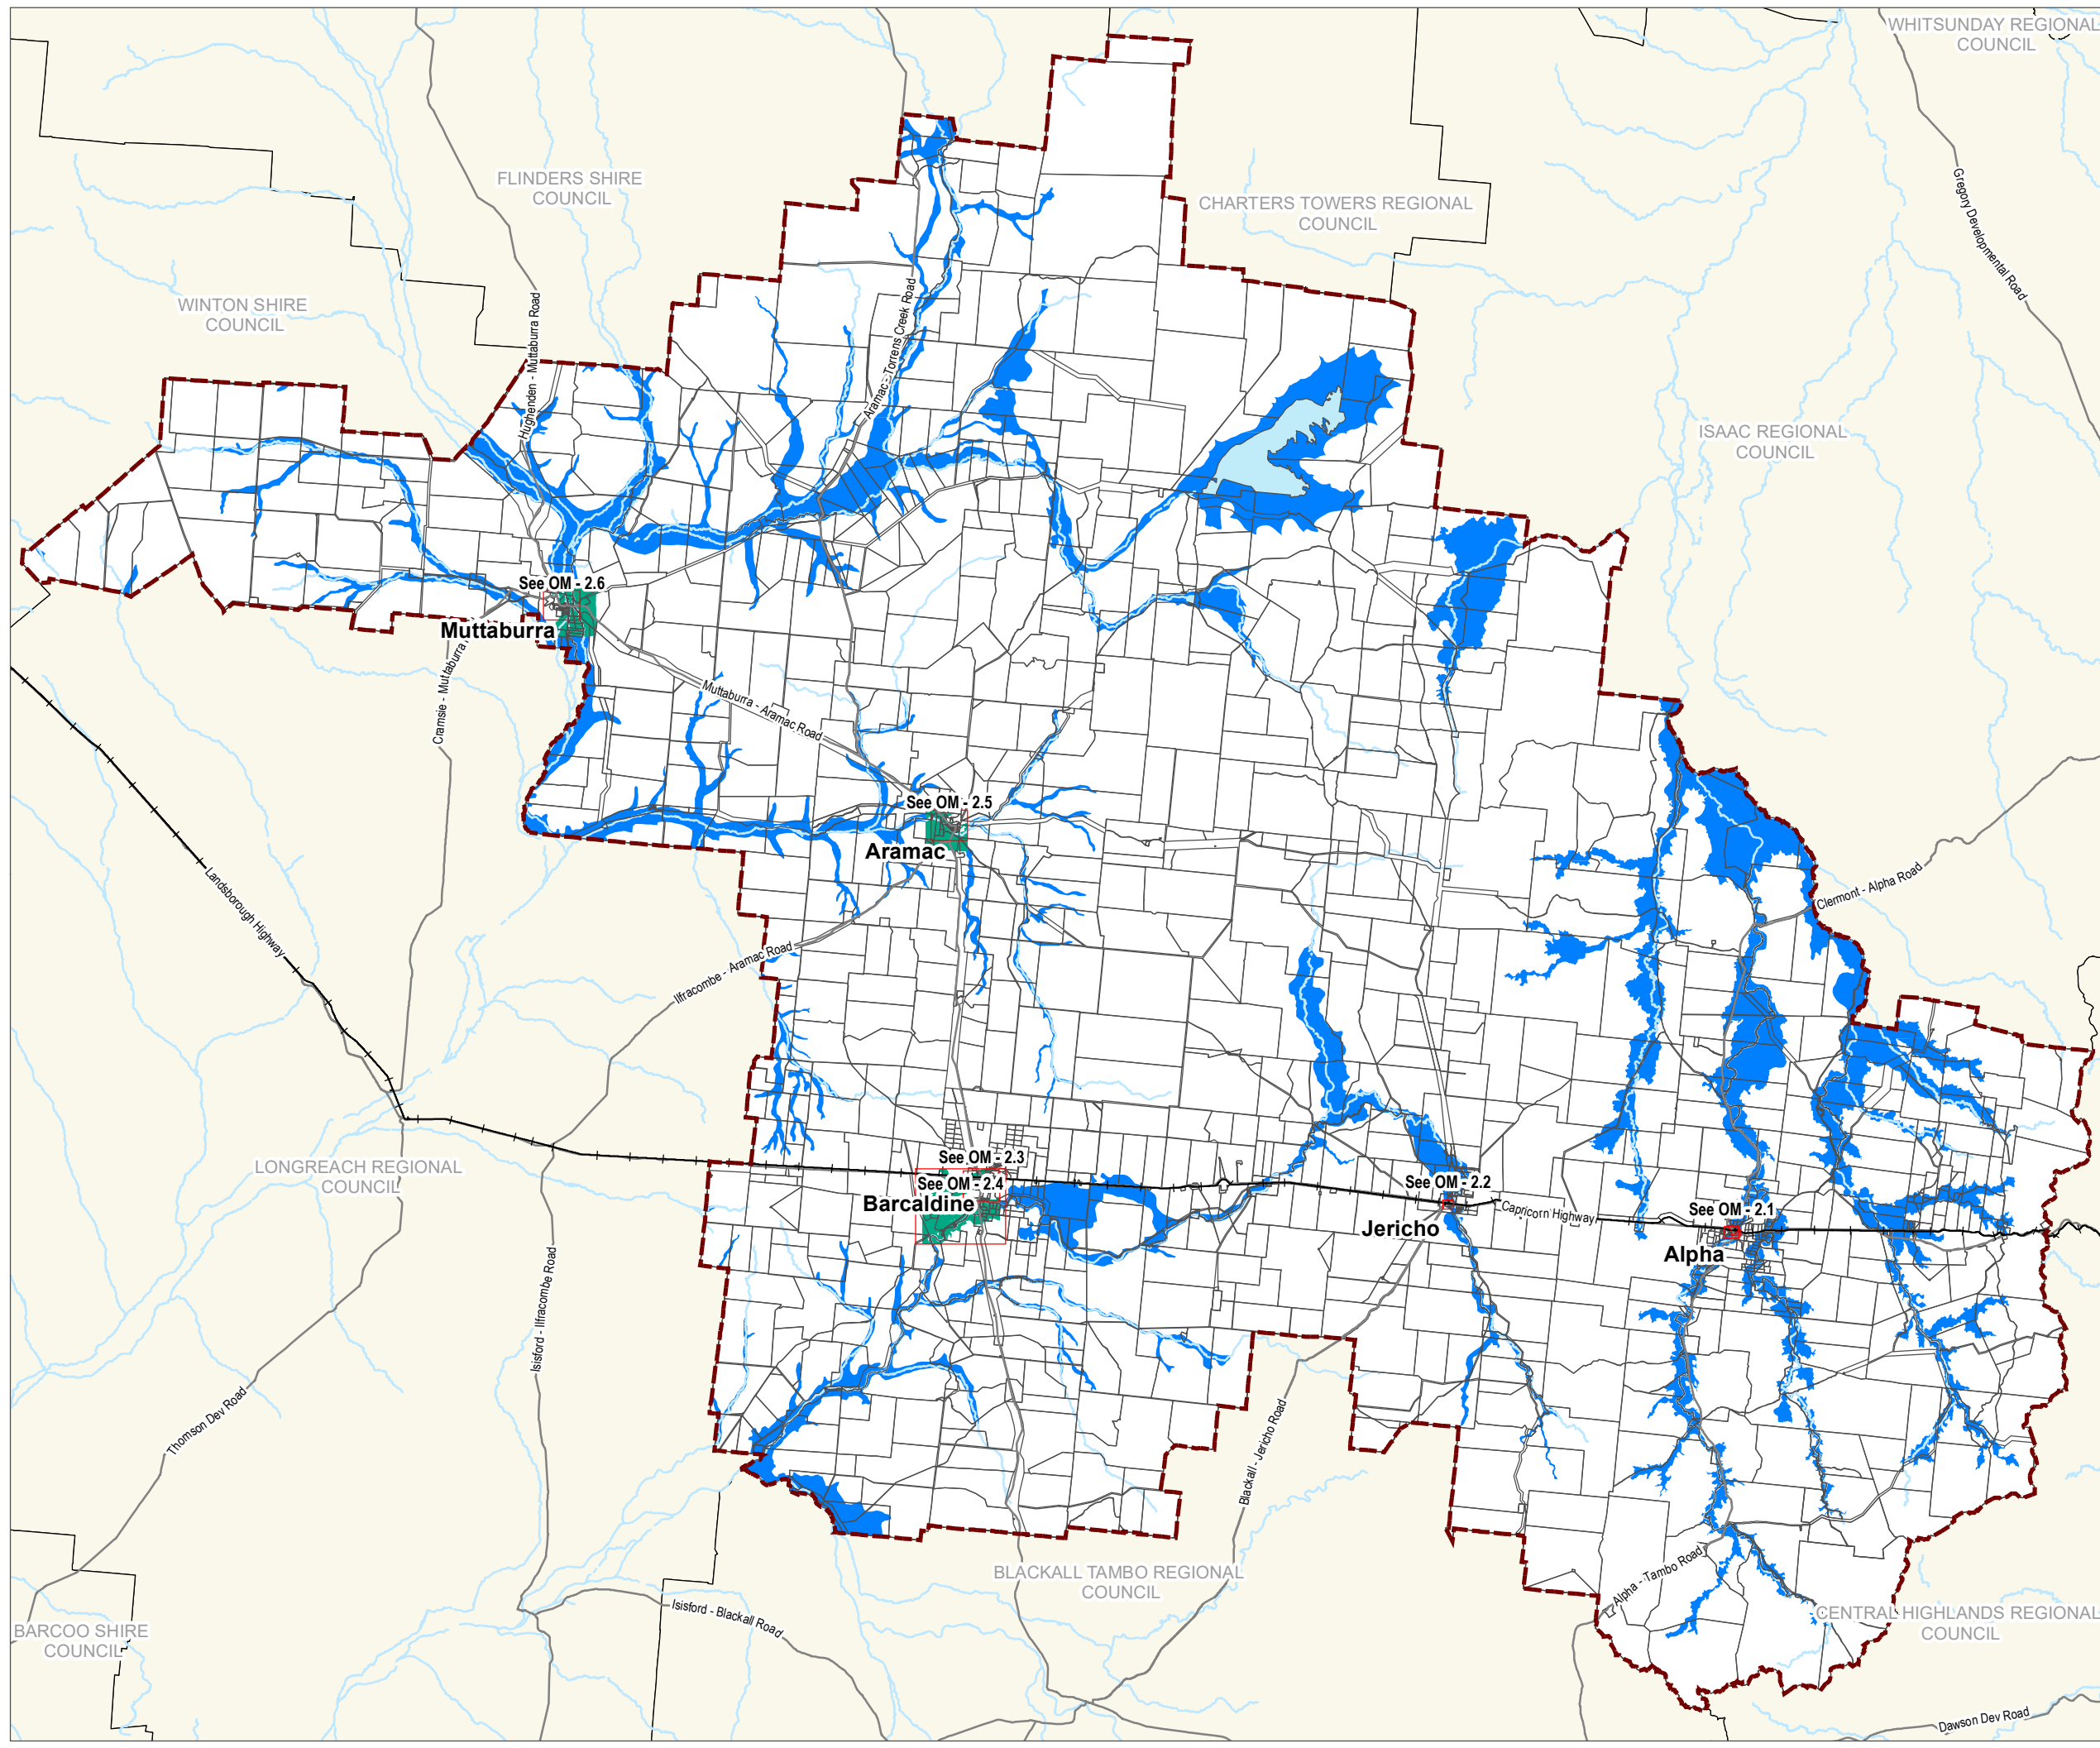 WHITSUNDAY REGIONAL
COUNCIL
FLINDERS SHIRE
COUNCIL
CHARTERS TOWERS REGIONAL
COUNCIL
Gregory Developmental Road
WINTON SHIRE
COUNCIL
Hughenden - Muttaburra Road
Aramac - Torrens Creek Road
ISAAC REGIONAL
COUNCIL
See OM - 2.6
Muttaburra
Cramsie - Muttaburra
Muttaburra - Aramac Road
See OM - 2.5
Aramac
Landsborough Highway
Clermont - Alpha Road
Ilfracombe - Aramac Road
LONGREACH REGIONAL
COUNCIL
See OM - 2.3
See OM - 2.4
Barcaldine
See OM - 2.2
Jericho
Capricorn Highway
See OM - 2.1
Alpha
Isisford - Ilfracombe Road
Thomson Dev Road
Blackall - Jericho Road
BLACKALL TAMBO REGIONAL
COUNCIL
Alpha - Tambo Road
Isisford - Blackall Road
BARCOO SHIRE
COUNCIL
CENTRAL HIGHLANDS REGIONAL
COUNCIL
Dawson Dev Road